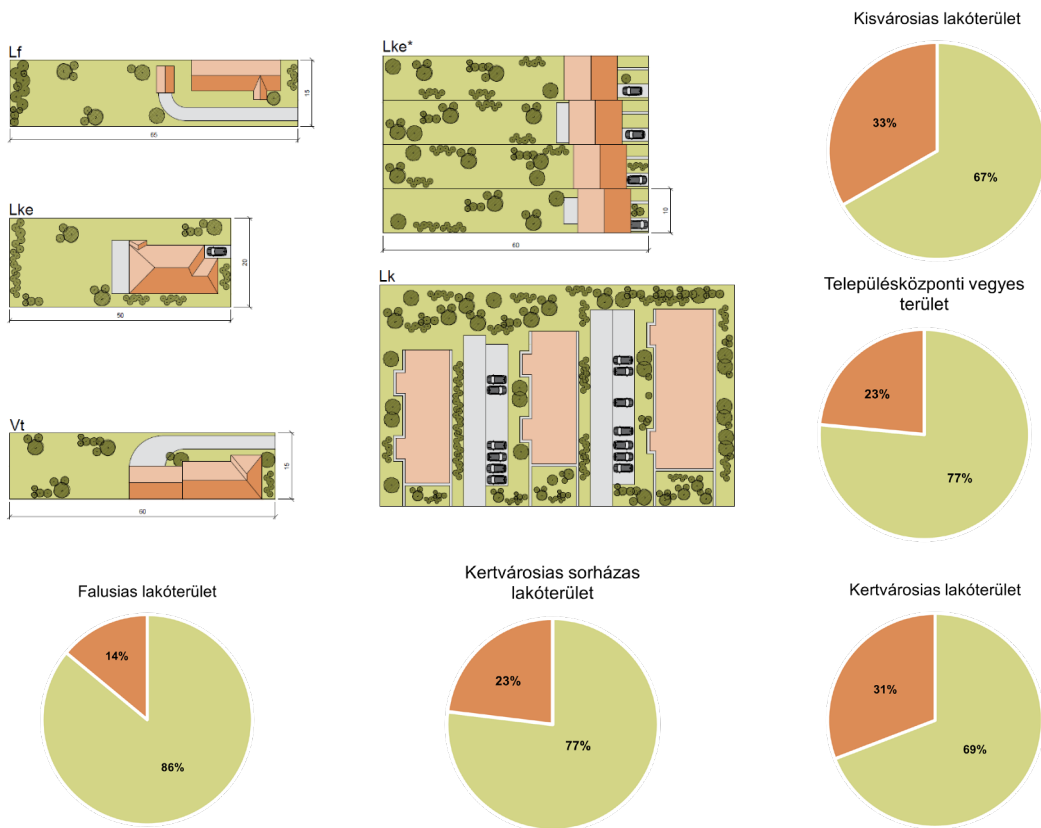 Lf
15
65
Lke
20
50
Vt
15
60
Lke*
10
60
Lk
Kisvárosias lakóterület
33%
67%
Településközponti vegyes
terület
23%
77%
Falusias lakóterület
14%
86%
Kertvárosias sorházas
lakóterület
23%
77%
Kertvárosias lakóterület
31%
69%